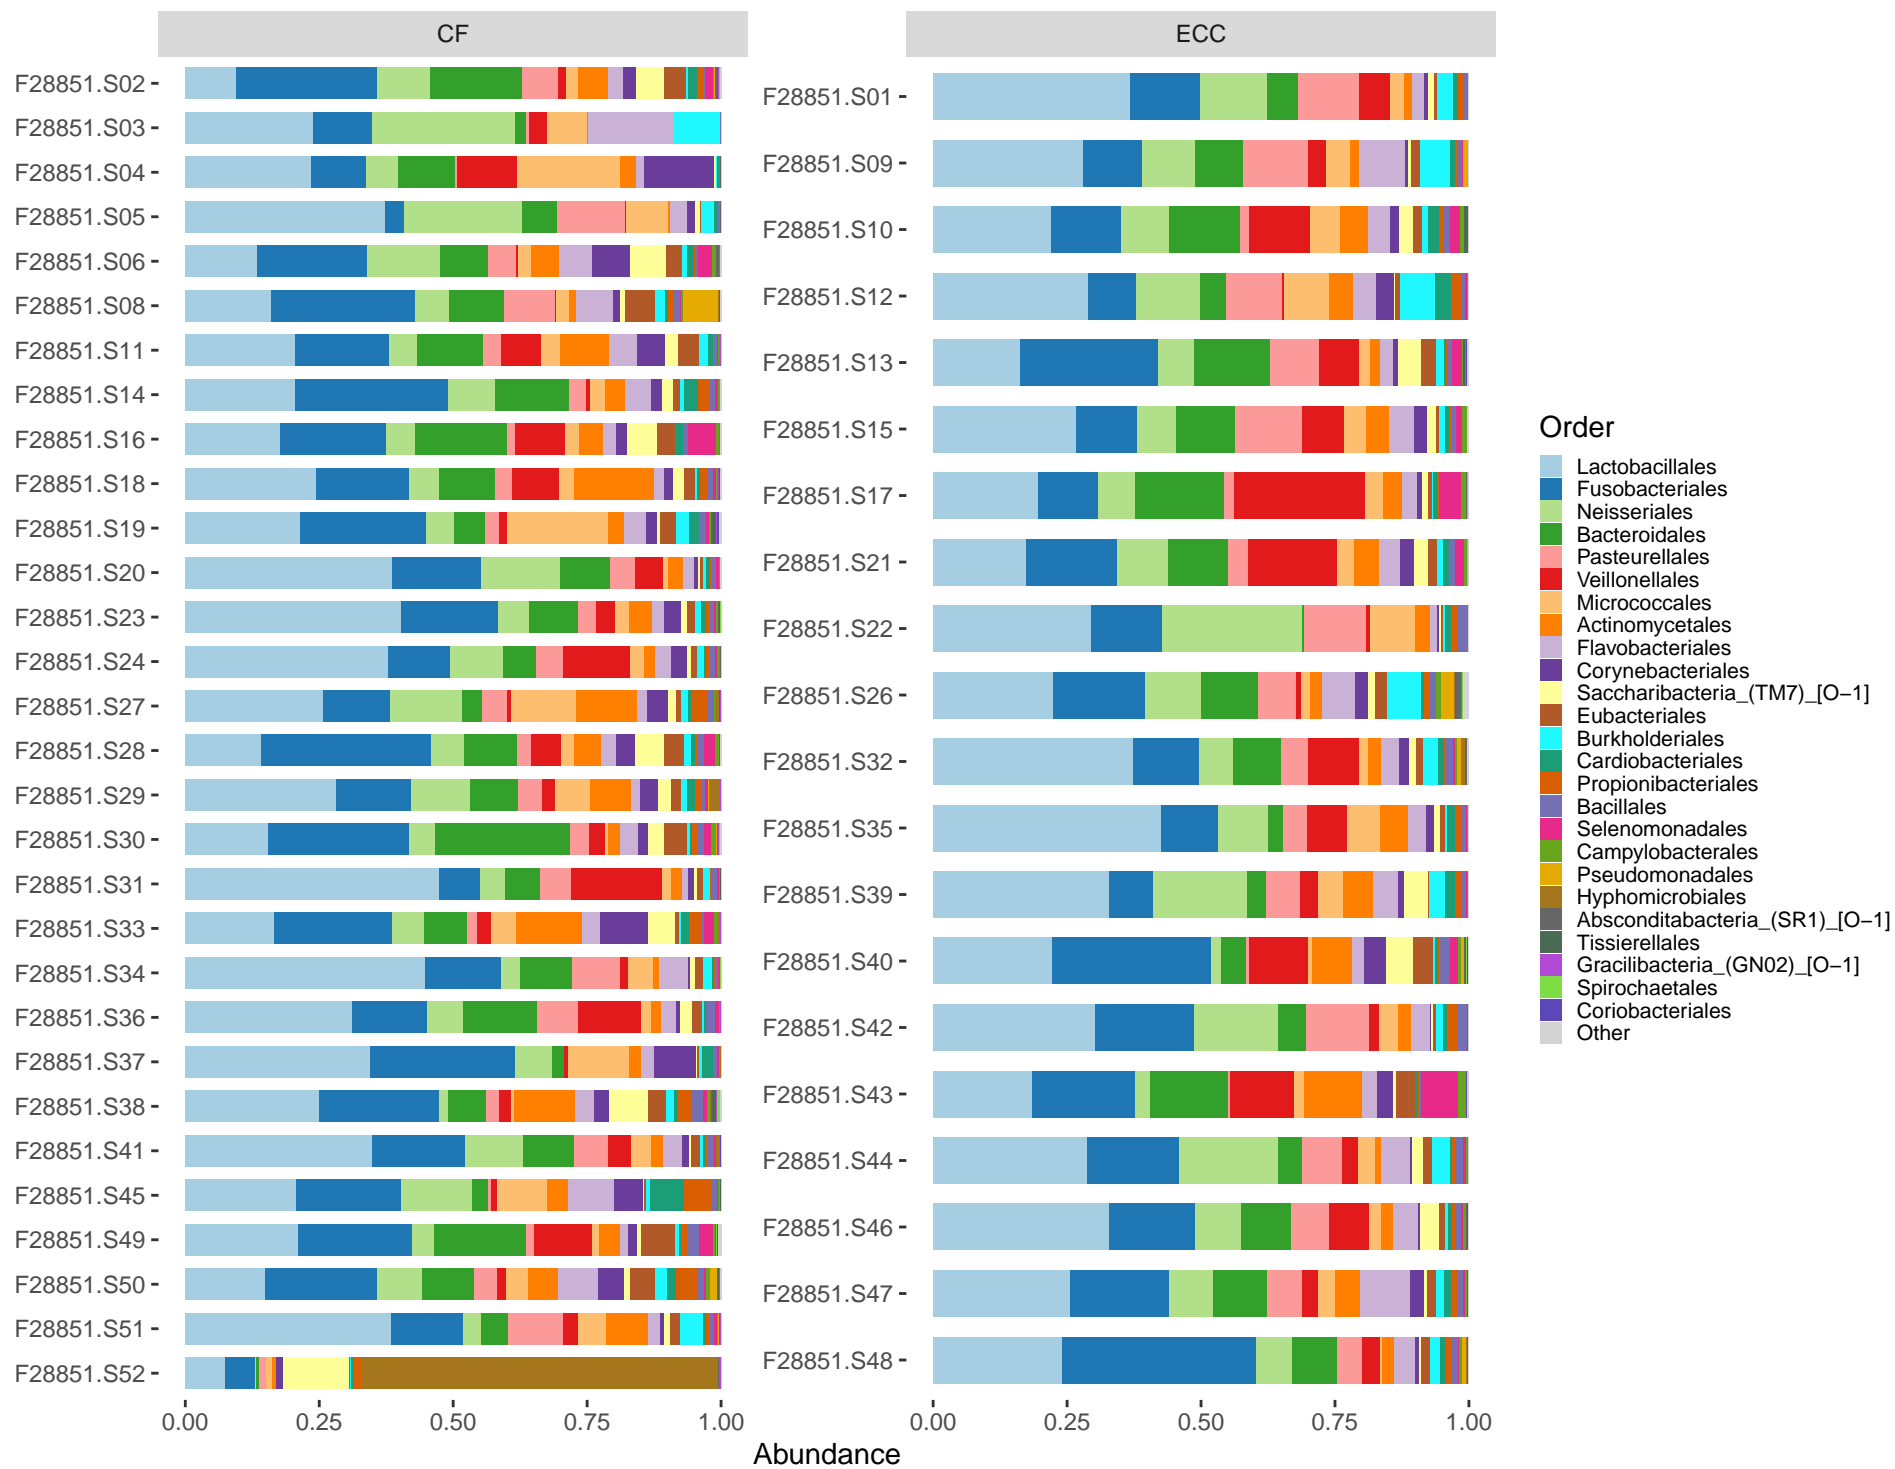 CF
F28851.S02
F28851.S03
F28851.S04
F28851.S05
F28851.S06
F28851.S08
F28851.S11
F28851.S14
F28851.S16
F28851.S18
F28851.S19
F28851.S20
F28851.S23
F28851.S24
F28851.S27
F28851.S28
F28851.S29
F28851.S30
F28851.S31
F28851.S33
F28851.S34
F28851.S36
F28851.S37
F28851.S38
F28851.S41
F28851.S45
F28851.S49
F28851.S50
F28851.S51
F28851.S52
0.00 0.25 0.50 0.75 1.00
ECC
F28851.S01
F28851.S09
F28851.S10
F28851.S12
F28851.S13
F28851.S15
F28851.S17
F28851.S21
F28851.S22
F28851.S26
F28851.S32
F28851.S35
F28851.S39
F28851.S40
F28851.S42
F28851.S43
F28851.S44
F28851.S46
F28851.S47
F28851.S48
0.00 0.25 0.50 0.75 1.00
Abundance
Order
Lactobacillales
Fusobacteriales
Neisseriales
Bacteroidales
Pasteurellales
Veillonellales
Micrococcales
Actinomycetales
Flavobacteriales
Corynebacteriales
Saccharibacteria_(TM7)_[O−1]
Eubacteriales
Burkholderiales
Cardiobacteriales
Propionibacteriales
Bacillales
Selenomonadales
Campylobacterales
Pseudomonadales
Hyphomicrobiales
Absconditabacteria_(SR1)_[O−1]
Tissierellales
Gracilibacteria_(GN02)_[O−1]
Spirochaetales
Coriobacteriales
Other